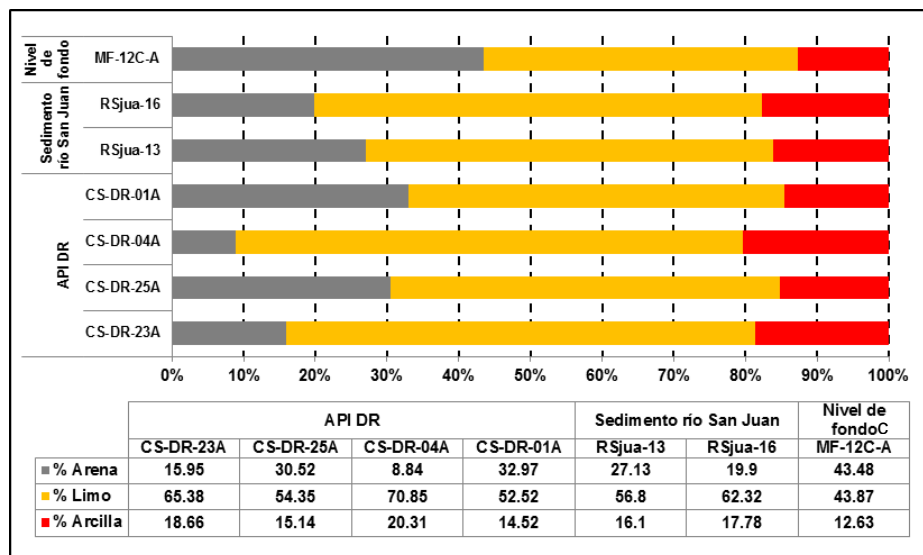 Nivel de fondo
MF-12C-A
Sedimento río San Juan
RSjua-16
RSjua-13
API DR
CS-DR-01A
CS-DR-04A
CS-DR-25A
CS-DR-23A
0% 10% 20% 30% 40% 50% 60% 70% 80% 90% 100%
API DR Sedimento río San Juan Nivel de fondoC
CS-DR-23A CS-DR-25A CS-DR-04A CS-DR-01A RSjua-13 RSjua-16 MF-12C-A
% Arena 15.95 30.52 8.84 32.97 27.13 19.9 43.48
% Limo 65.38 54.35 70.85 52.52 56.8 62.32 43.87
% Arcilla 18.66 15.14 20.31 14.52 16.1 17.78 12.63